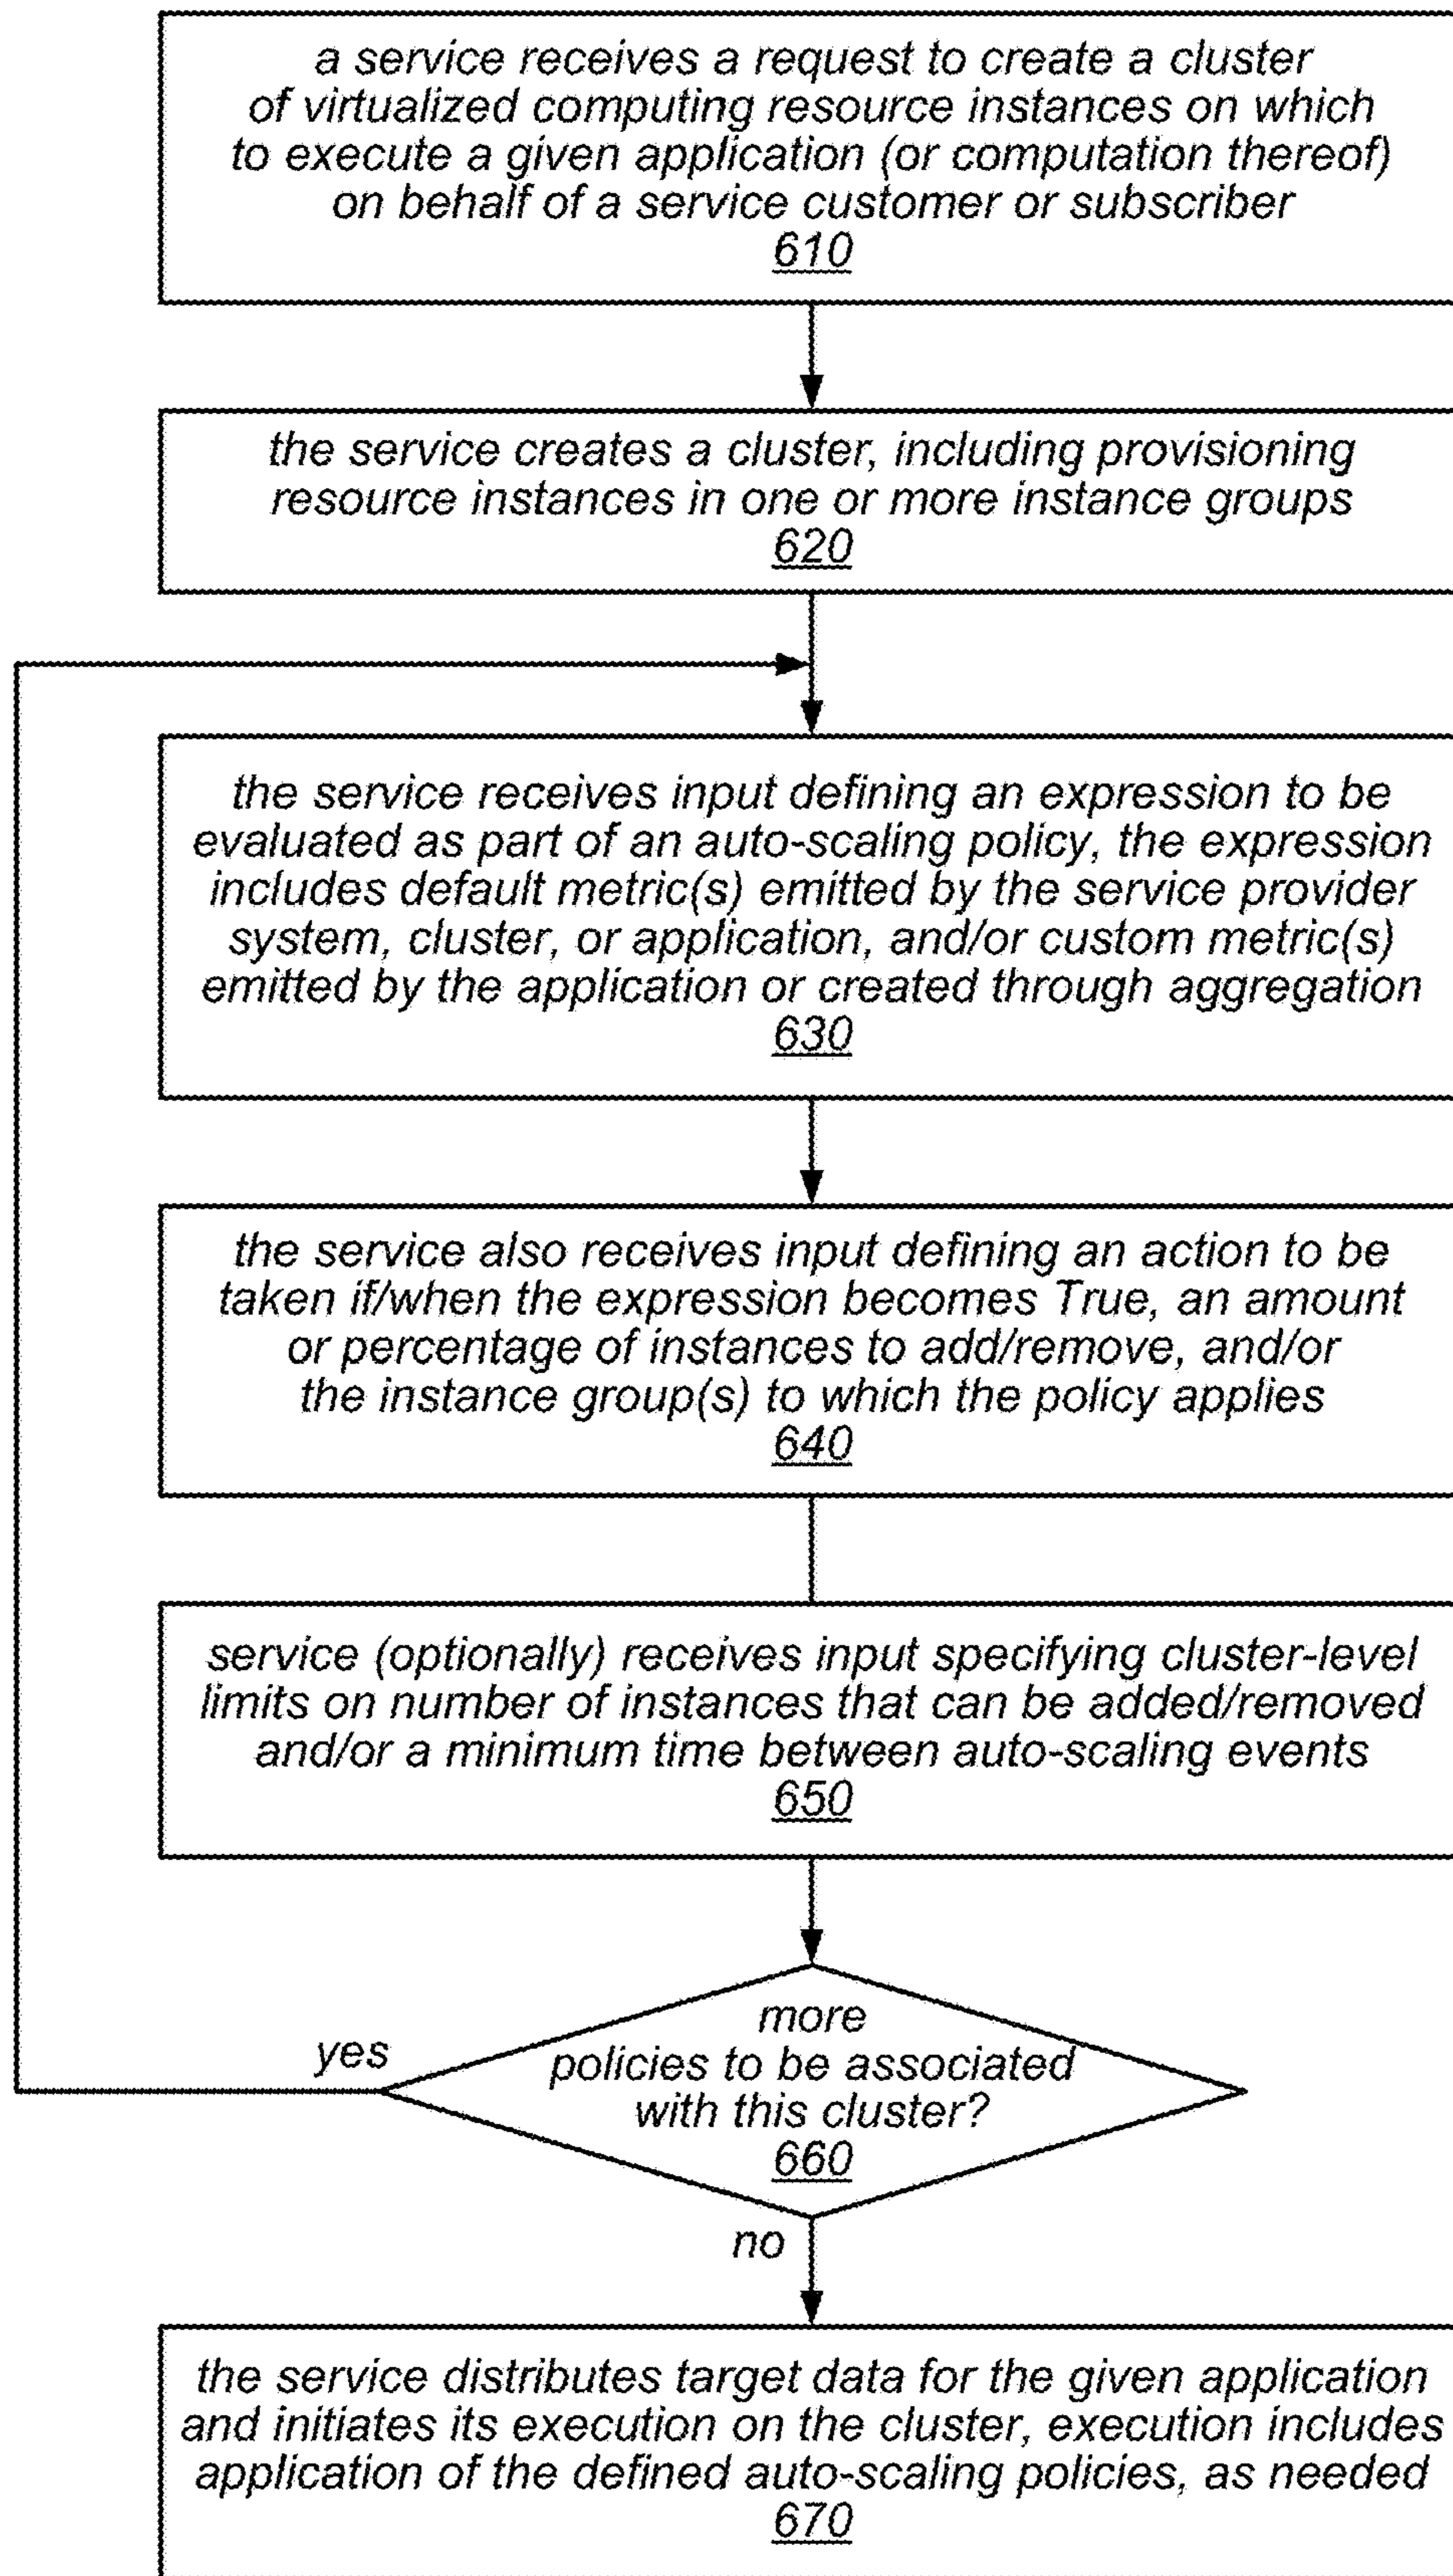 a service receives a request to create a cluster
of virtualized computing resource instances on which
to execute a given application (or computation thereof)
on behalf of a service customer or subscriber
610
the service creates a cluster, including provisioning
resource instances in one or more instance groups
620
the service receives input defining an expression to be
evaluated as part of an auto-scaling policy, the expression
includes default metric(s) emitted by the service provider
system, cluster, or application, and/or custom metric(s)
emitted by the application or created through aggregation
630
the service also receives input defining an action to be
taken if/when the expression becomes True, an amount
or percentage of instances to add/remove, and/or
the instance group(s) to which the policy applies
640
service (optionally) receives input specifying cluster-level
limits on number of instances that can be added/removed
and/or a minimum time between auto-scaling events
650
more
yes
policies to be associated
with this cluster?
660
no
the service distributes target data for the given application
and initiates its execution on the cluster, execution includes
application of the defined auto-scaling policies, as needed
670